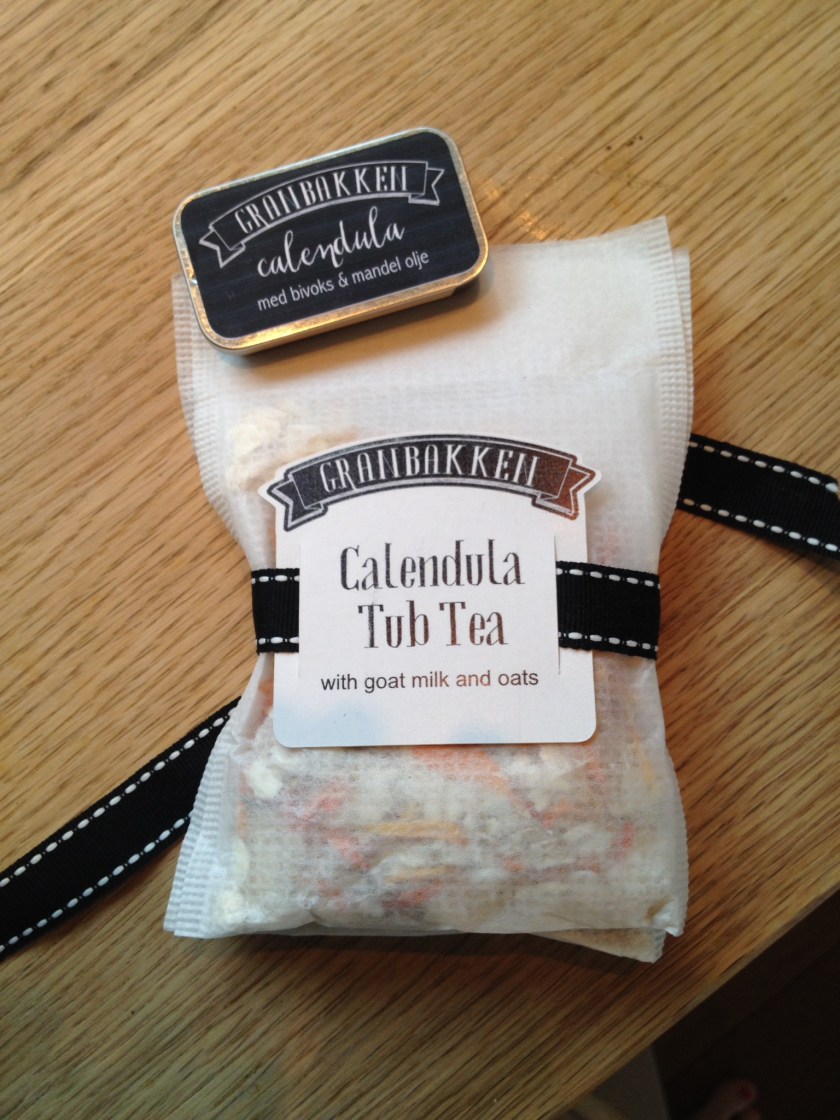 GRANBAKKEN
calendula
med bivoks & mandel olje
GRANBAKKEN
Calendula
Tub Tea
with goat milk and oats